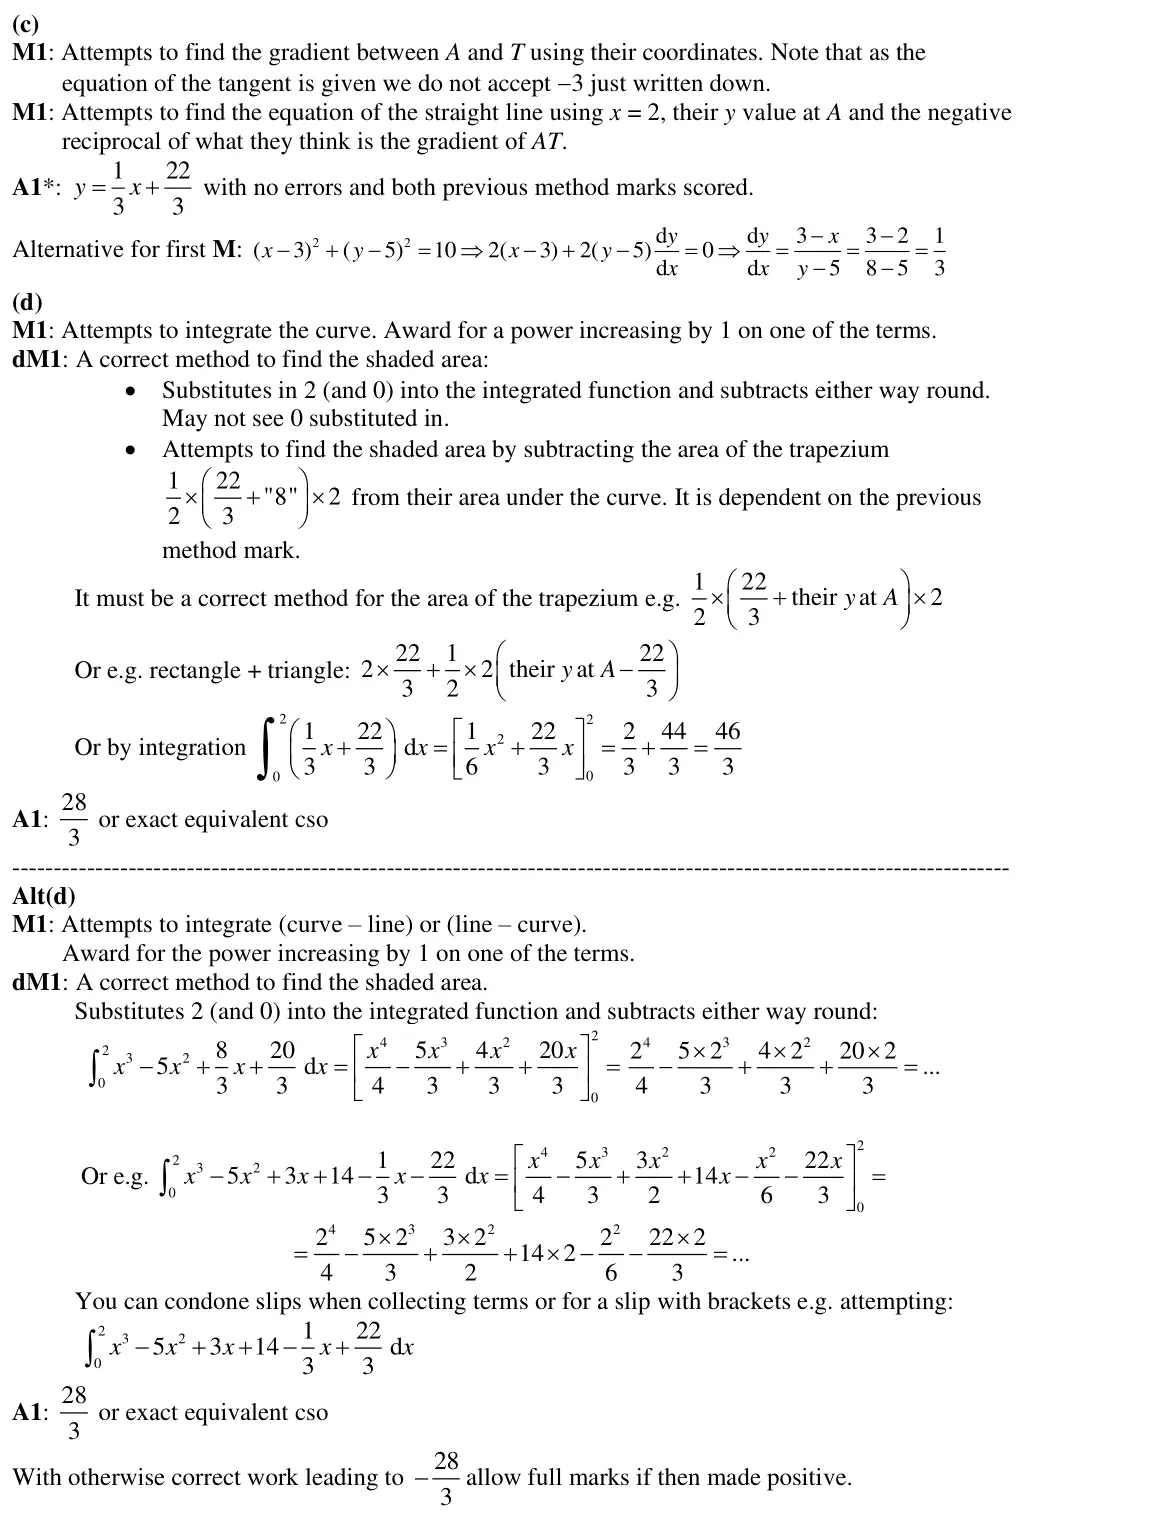 (c)
M1: Attempts to find the gradient between A and T using their coordinates. Note that as the
equation of the tangent is given we do not accept −3 just written down.
M1: Attempts to find the equation of the straight line using x = 2, their y value at A and the negative
reciprocal of what they think is the gradient of AT.
A1*: y = 1/3 x + 22/3 with no errors and both previous method marks scored.
Alternative for first M: (x − 3)² + (y − 5)² = 10 ⇒ 2(x − 3) + 2(y − 5) dy/dx = 0 ⇒ dy/dx = (3 − x)/(y − 5) = (3 − 2)/(8 − 5) = 1/3
(d)
M1: Attempts to integrate the curve. Award for a power increasing by 1 on one of the terms.
dM1: A correct method to find the shaded area:
• Substitutes in 2 (and 0) into the integrated function and subtracts either way round.
May not see 0 substituted in.
• Attempts to find the shaded area by subtracting the area of the trapezium
1/2 × (22/3 + "8") × 2 from their area under the curve. It is dependent on the previous
method mark.
It must be a correct method for the area of the trapezium e.g. 1/2 × (22/3 + their y at A) × 2
Or e.g. rectangle + triangle: 2 × 22/3 + 1/2 × 2(their y at A − 22/3)
Or by integration ∫₀² (1/3 x + 22/3) dx = [1/6 x² + 22/3 x]₀² = 2/3 + 44/3 = 46/3
A1: 28/3 or exact equivalent cso
------------------------------------------------------------------------------------------------------------------------
Alt(d)
M1: Attempts to integrate (curve – line) or (line – curve).
Award for the power increasing by 1 on one of the terms.
dM1: A correct method to find the shaded area.
Substitutes 2 (and 0) into the integrated function and subtracts either way round:
∫₀² x³ − 5x² + 8/3 x + 20/3 dx = [x⁴/4 − 5x³/3 + 4x²/3 + 20x/3]₀² = 2⁴/4 − (5 × 2³)/3 + (4 × 2²)/3 + (20 × 2)/3 = ...
Or e.g. ∫₀² x³ − 5x² + 3x + 14 − 1/3 x − 22/3 dx = [x⁴/4 − 5x³/3 + 3x²/2 + 14x − x²/6 − 22x/3]₀² =
= 2⁴/4 − (5 × 2³)/3 + (3 × 2²)/2 + 14 × 2 − 2²/6 − (22 × 2)/3 = ...
You can condone slips when collecting terms or for a slip with brackets e.g. attempting:
∫₀² x³ − 5x² + 3x + 14 − 1/3 x + 22/3 dx
A1: 28/3 or exact equivalent cso
With otherwise correct work leading to −28/3 allow full marks if then made positive.